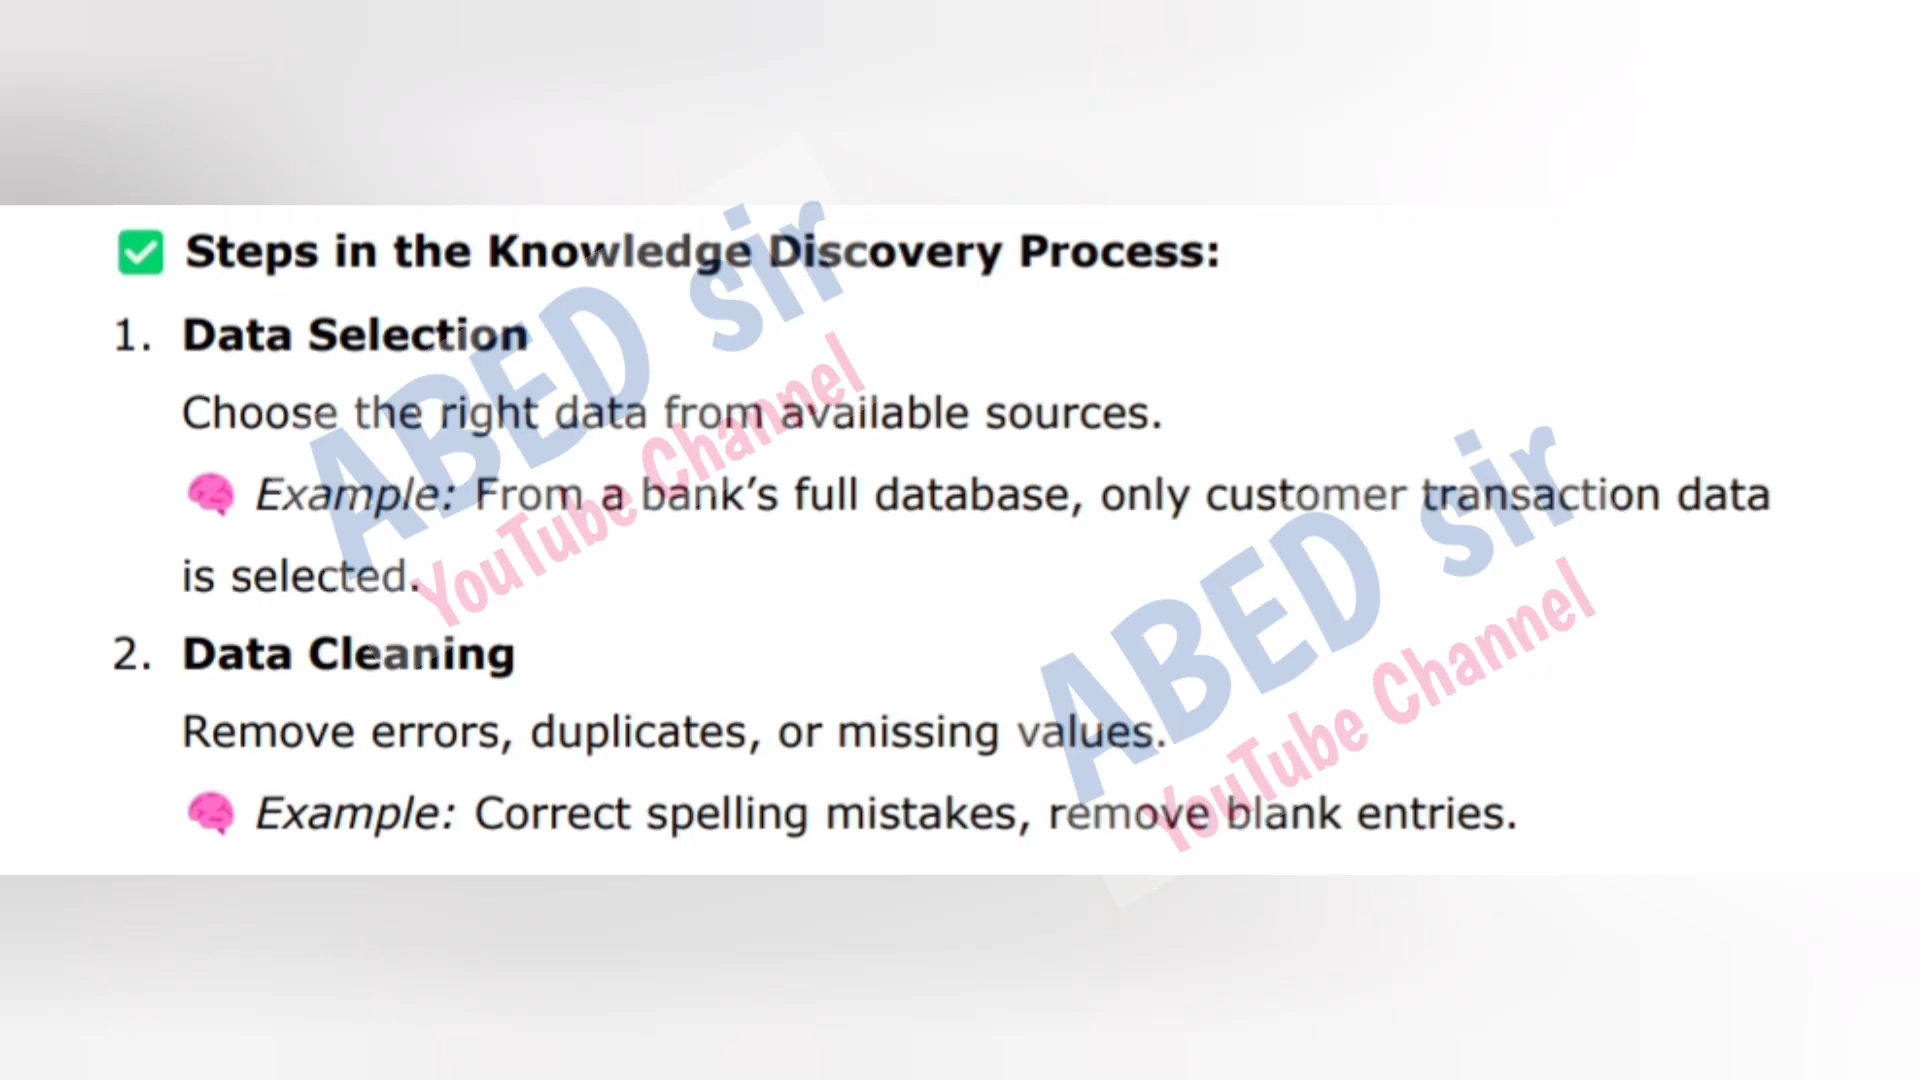 ✅ Steps in the Knowledge Discovery Process:
1. Data Selection
Choose the right data from available sources.
🧠 Example: From a bank’s full database, only customer transaction data
is selected.
2. Data Cleaning
Remove errors, duplicates, or missing values.
🧠 Example: Correct spelling mistakes, remove blank entries.
ABED sir
YouTube Channel
ABED sir
YouTube Channel